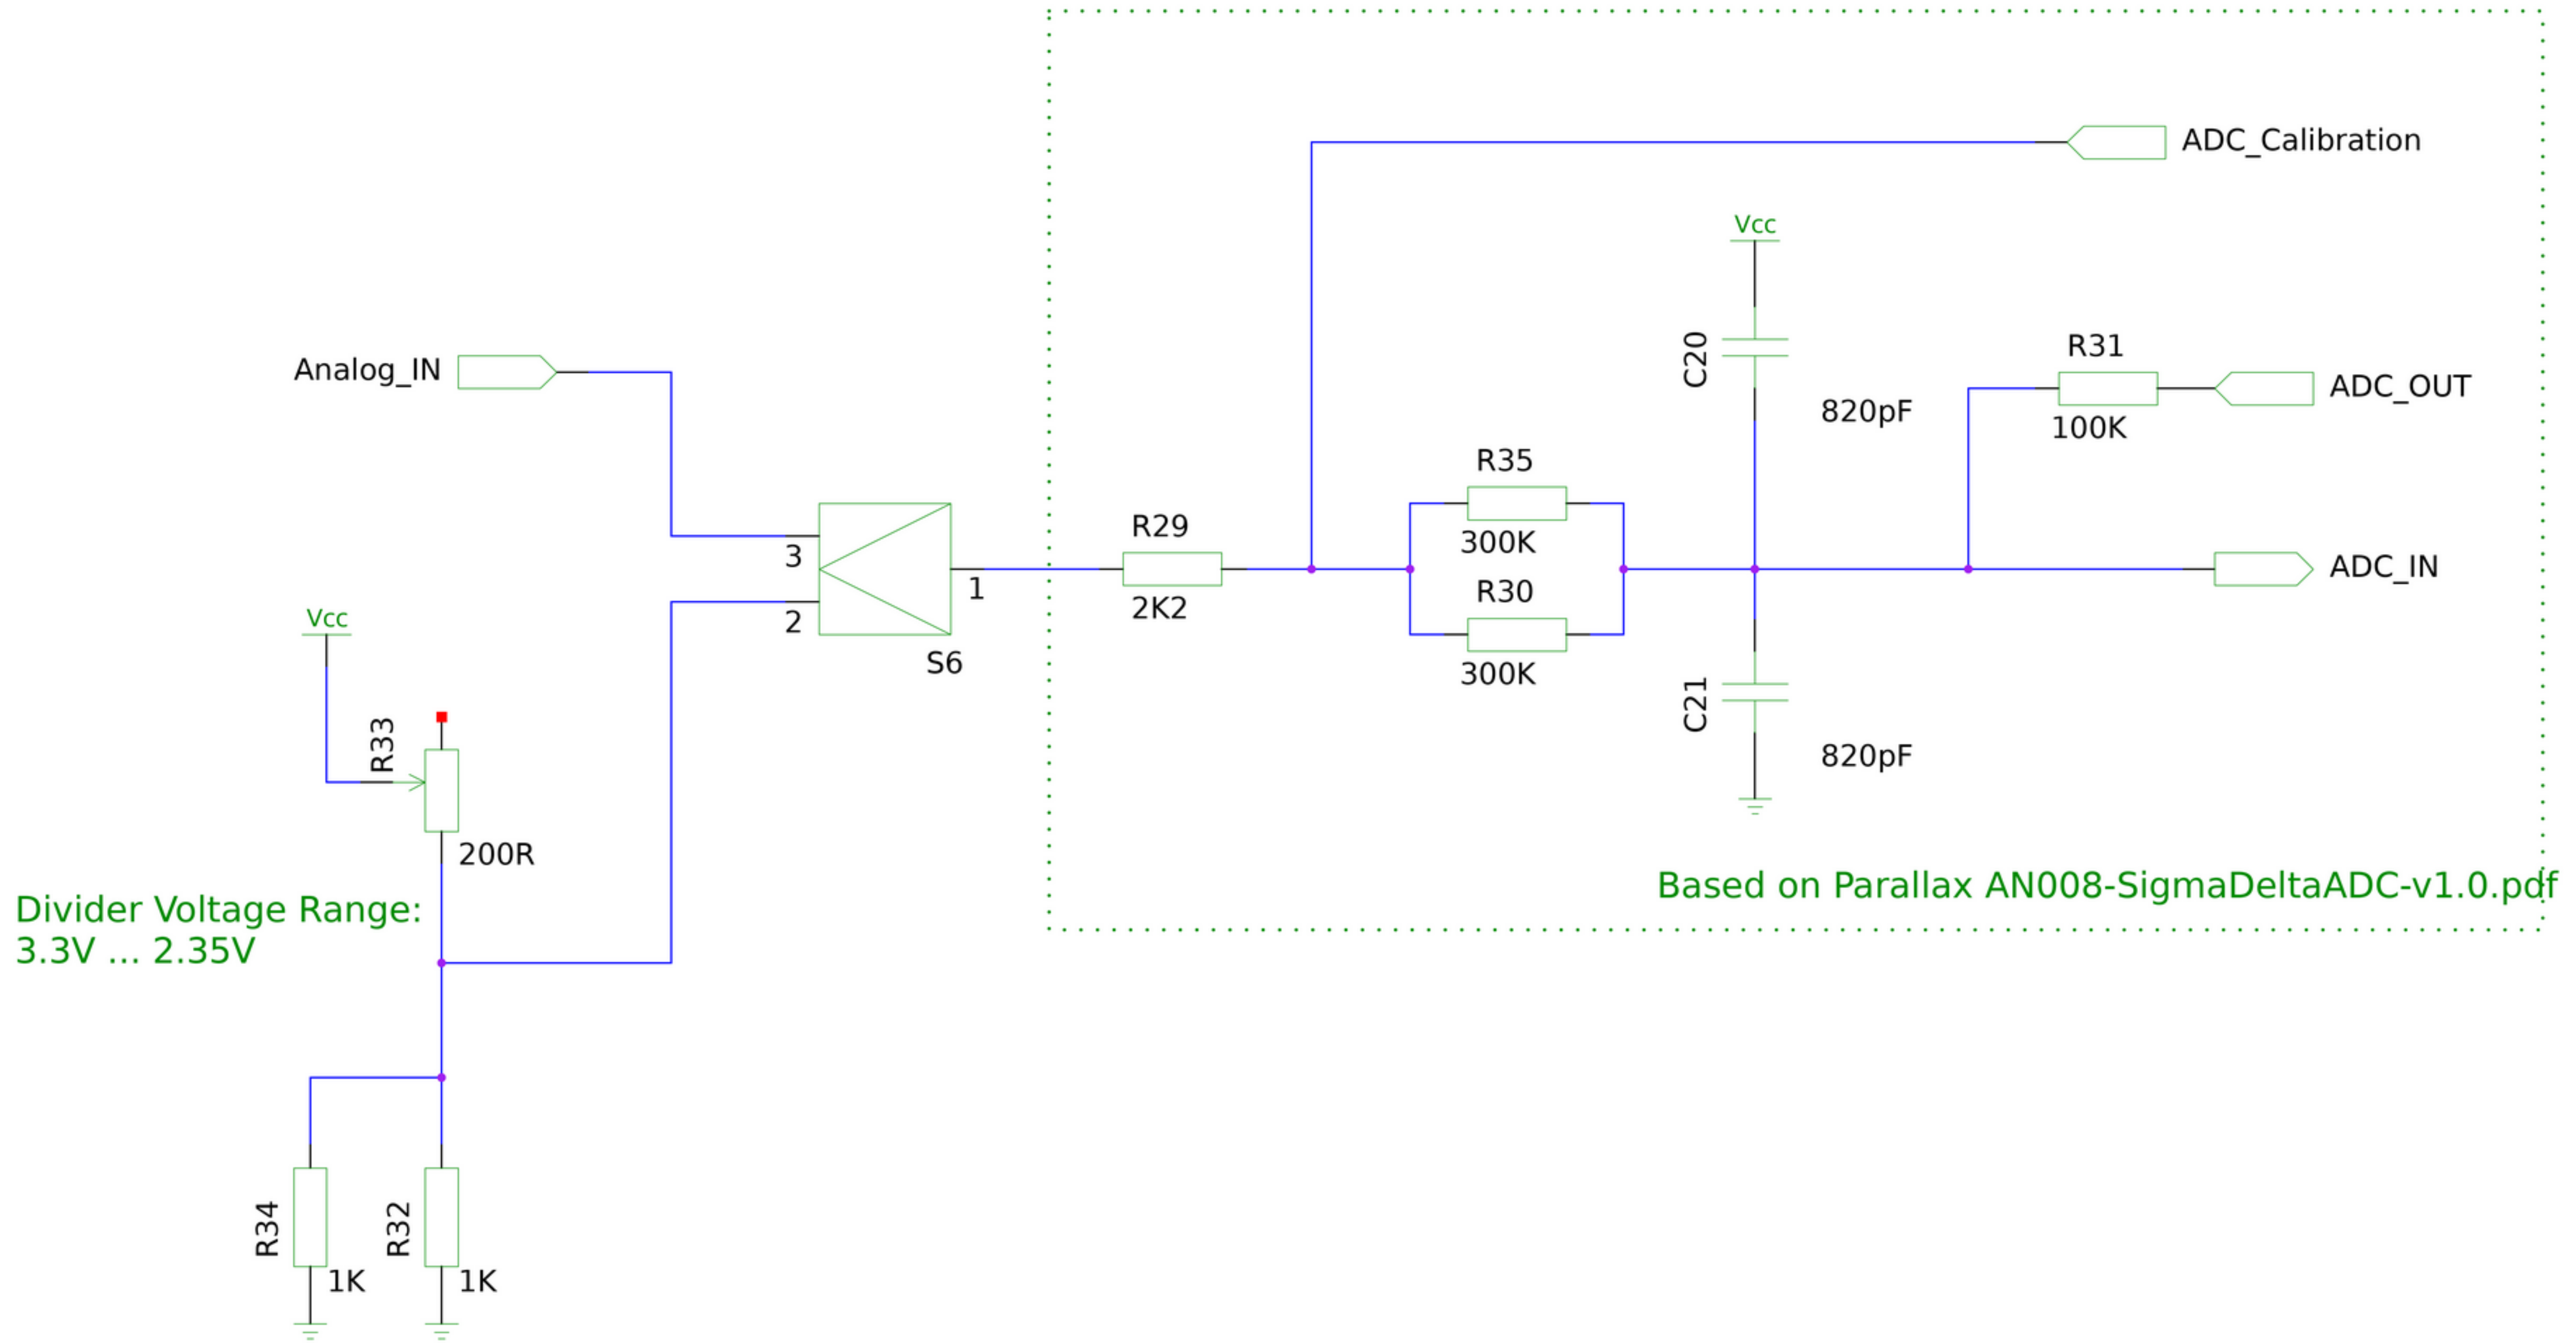 ADC_Calibration
Vcc
C20
820pF
R31
100K
ADC_OUT
Analog_IN
R35
300K
R29
2K2
R30
300K
ADC_IN
3
2
1
S6
C21
820pF
Vcc
R33
200R
Based on Parallax AN008-SigmaDeltaADC-v1.0.pdf
Divider Voltage Range:
3.3V ... 2.35V
R34
1K
R32
1K